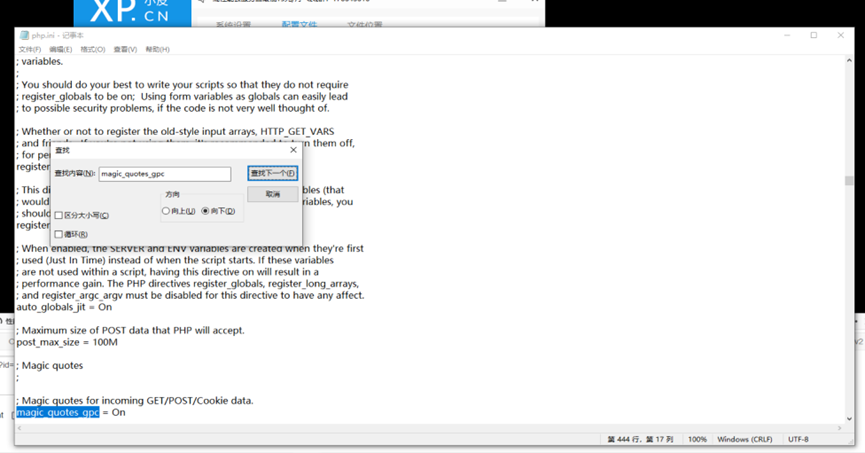 XP.CN
小皮
系统设置 配置文件 文件位置
php.ini - 记事本
文件(F) 编辑(E) 格式(O) 查看(V) 帮助(H)
; variables.
;
; You should do your best to write your scripts so that they do not require
; register_globals to be on;  Using form variables as globals can easily lead
; to possible security problems, if the code is not very well thought of.
; Whether or not to register the old-style input arrays, HTTP_GET_VARS
; and
n them off,
; for pe
register
; This di
bles (that
; would
riables, you
; shoul
register
查找
查找内容(N): magic_quotes_gpc
查找下一个(F)
方向
取消
向上(U) 向下(D)
区分大小写(C)
循环(R)
; When enabled, the SERVER and ENV variables are created when they're first
; used (Just In Time) instead of when the script starts. If these variables
; are not used within a script, having this directive on will result in a
; performance gain. The PHP directives register_globals, register_long_arrays,
; and register_argc_argv must be disabled for this directive to have any affect.
auto_globals_jit = On
; Maximum size of POST data that PHP will accept.
post_max_size = 100M
; Magic quotes
;
; Magic quotes for incoming GET/POST/Cookie data.
magic_quotes_gpc = On
第 444 行，第 17 列 100% Windows (CRLF) UTF-8
?id=
v2